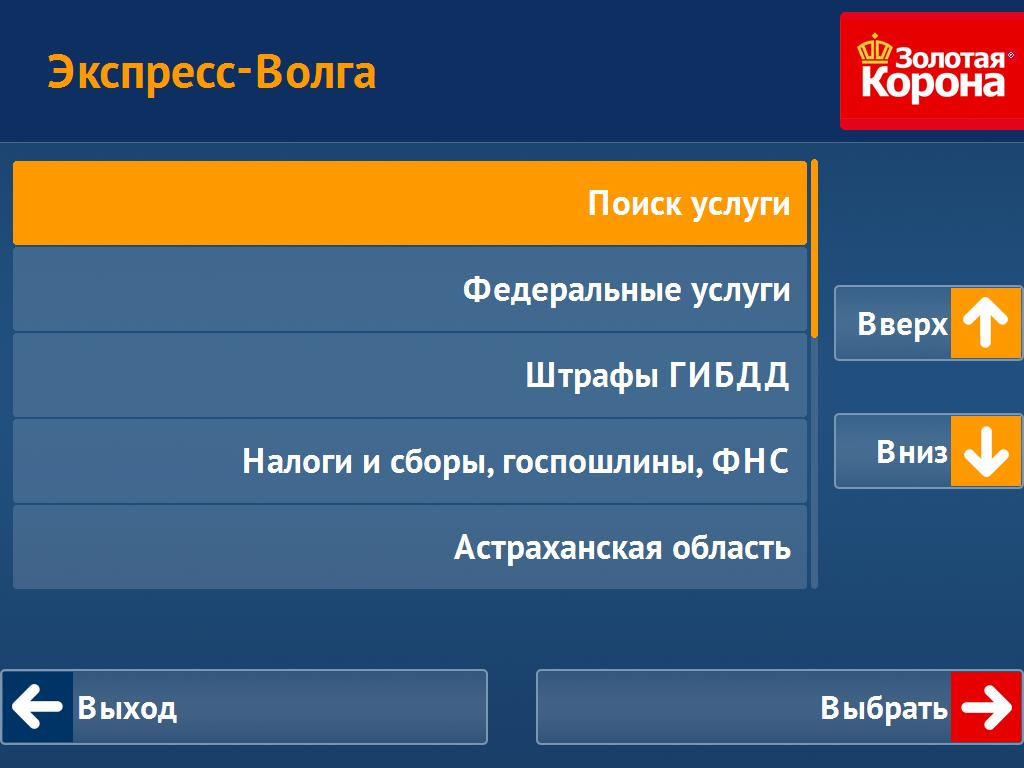 Экспресс-Волга
Золотая
Корона
Поиск услуги
Федеральные услуги
Штрафы ГИБДД
Налоги и сборы, госпошлины, ФНС
Астраханская область
Вверх
Вниз
Выход
Выбрать